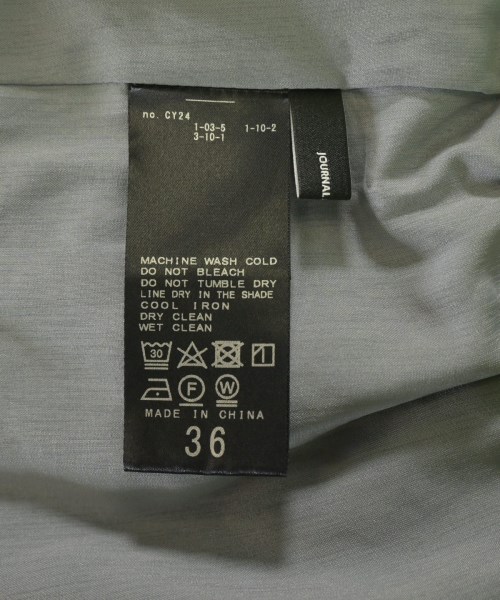 no. CY24
1-03-5 1-10-2
3-10-1
JOURNAL
MACHINE WASH COLD
DO NOT BLEACH
DO NOT TUMBLE DRY
LINE DRY IN THE SHADE
COOL IRON
DRY CLEAN
WET CLEAN
30
F W
MADE IN CHINA
36